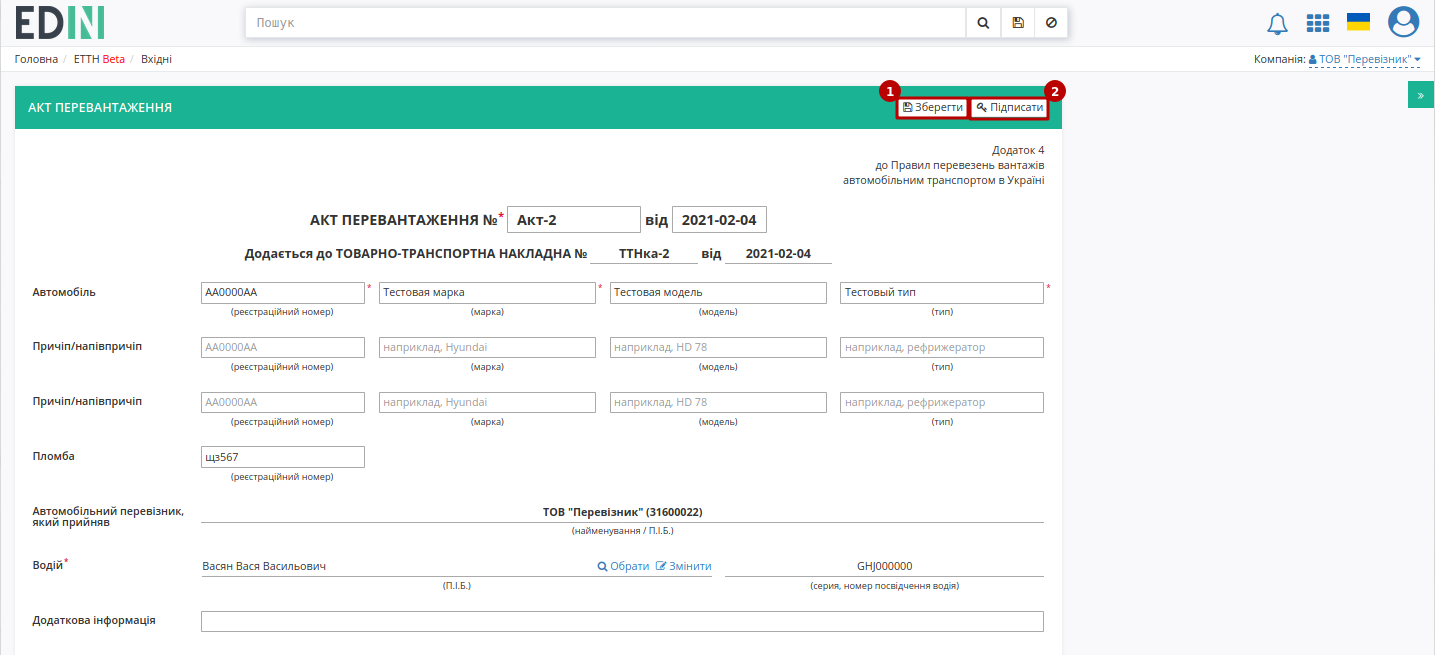 EDIN
Пошук
Головна / ЕТТН Beta / Вхідні
Компанія: ТОВ "Перевізник"
»
1
2
АКТ ПЕРЕВАНТАЖЕННЯ
Зберегти
Підписати
Додаток 4
до Правил перевезень вантажів
автомобільним транспортом в Україні
АКТ ПЕРЕВАНТАЖЕННЯ №* Акт-2 від 2021-02-04
Додається до ТОВАРНО-ТРАНСПОРТНА НАКЛАДНА № ТТНка-2 від 2021-02-04
Автомобіль АА0000АА * Тестовая марка * Тестовая модель Тестовый тип *
(реєстраційний номер) (марка) (модель) (тип)
Причіп/напівпричіп АА0000АА наприклад, Hyundai наприклад, HD 78 наприклад, рефрижератор
(реєстраційний номер) (марка) (модель) (тип)
Причіп/напівпричіп АА0000АА наприклад, Hyundai наприклад, HD 78 наприклад, рефрижератор
(реєстраційний номер) (марка) (модель) (тип)
Пломба щз567
(реєстраційний номер)
Автомобільний перевізник,
який прийняв
ТОВ "Перевізник" (31600022)
(найменування / П.І.Б.)
Водій* Васян Вася Васильович Обрати Змінити GHJ000000
(П.І.Б.) (серия, номер посвідчення водія)
Додаткова інформація